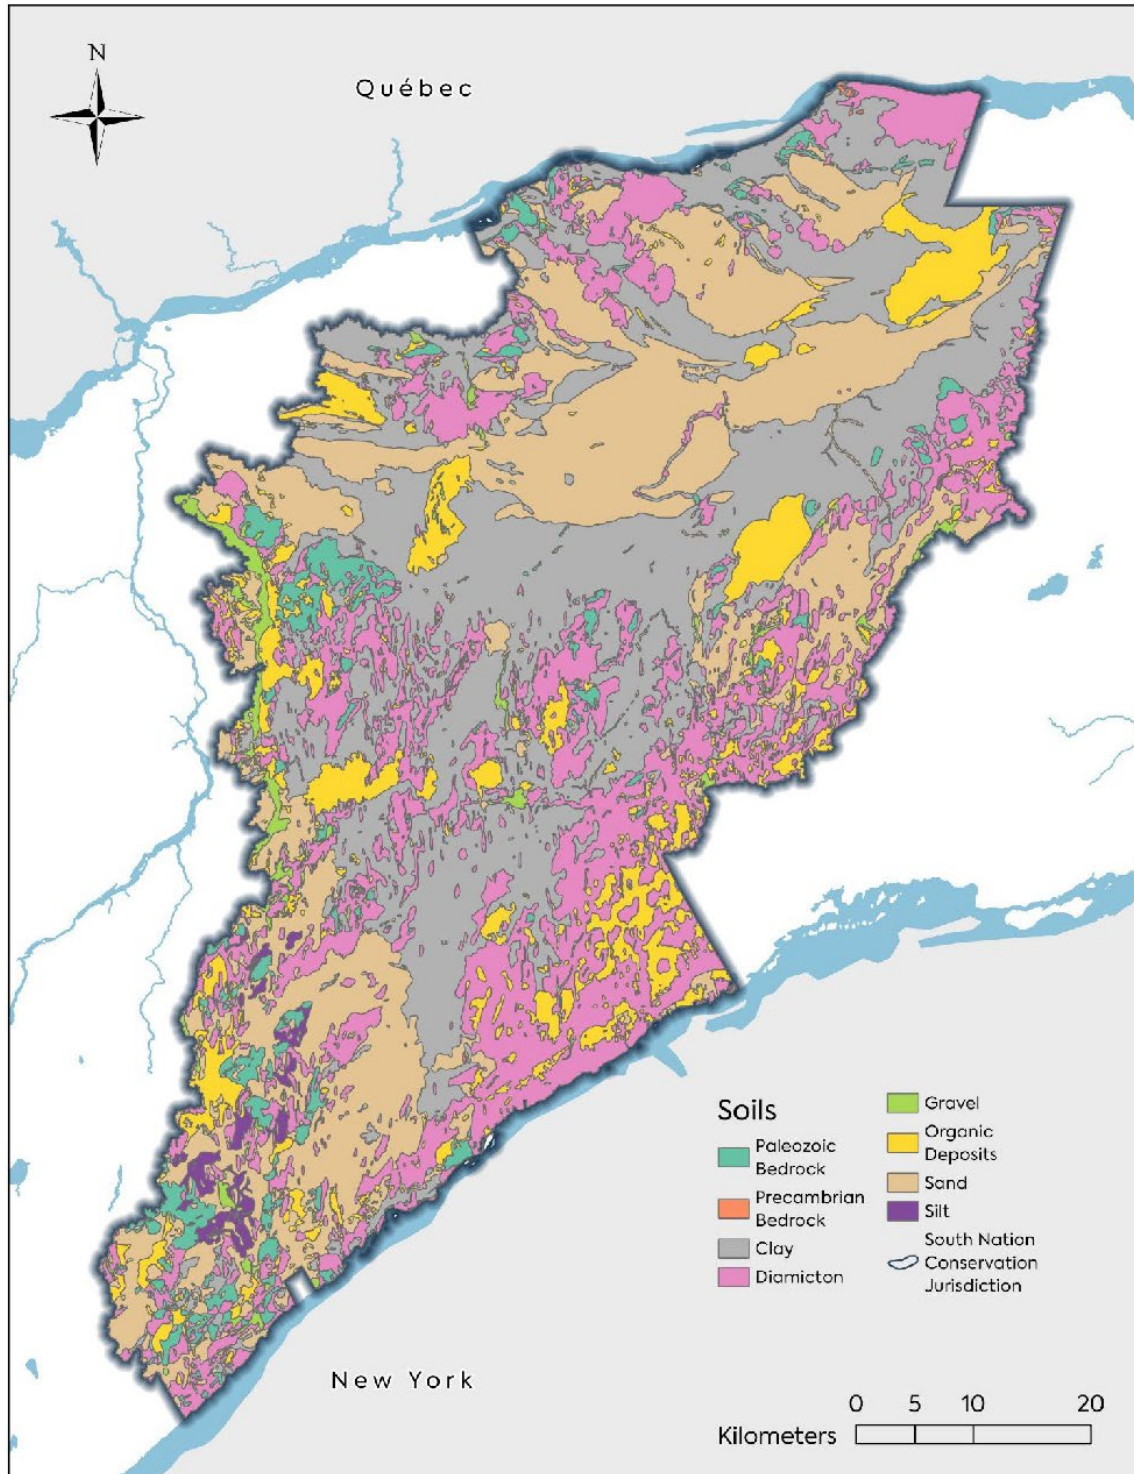 N
Québec
Soils
Paleozoic
Bedrock
Precambrian
Bedrock
Clay
Diamicton
Gravel
Organic
Deposits
Sand
Silt
South Nation
Conservation
Jurisdiction
New York
0 5 10 20
Kilometers